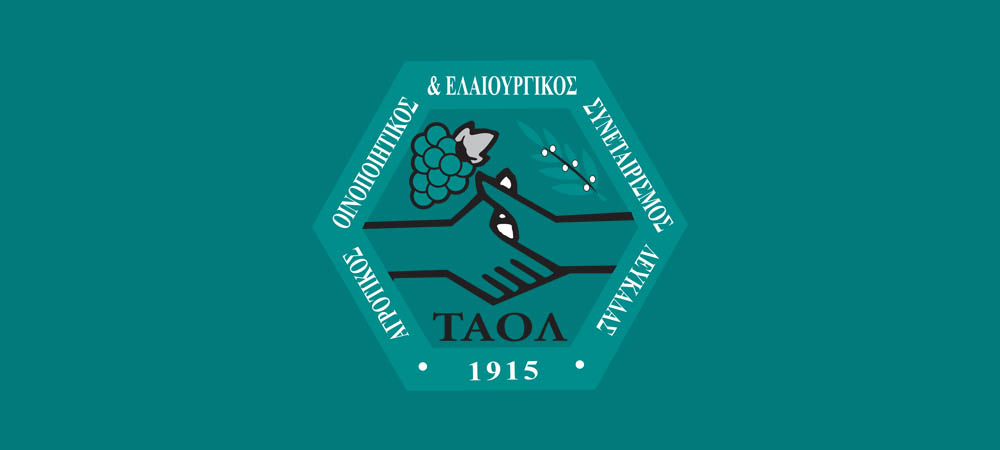 ΑΓΡΟΤΙΚΟΣ
ΟΙΝΟΠΟΙΗΤΙΚΟΣ
& ΕΛΑΙΟΥΡΓΙΚΟΣ
ΣΥΝΕΤΑΙΡΙΣΜΟΣ
ΛΕΥΚΑΔΑΣ
ΤΑΟΛ
• 1915 •